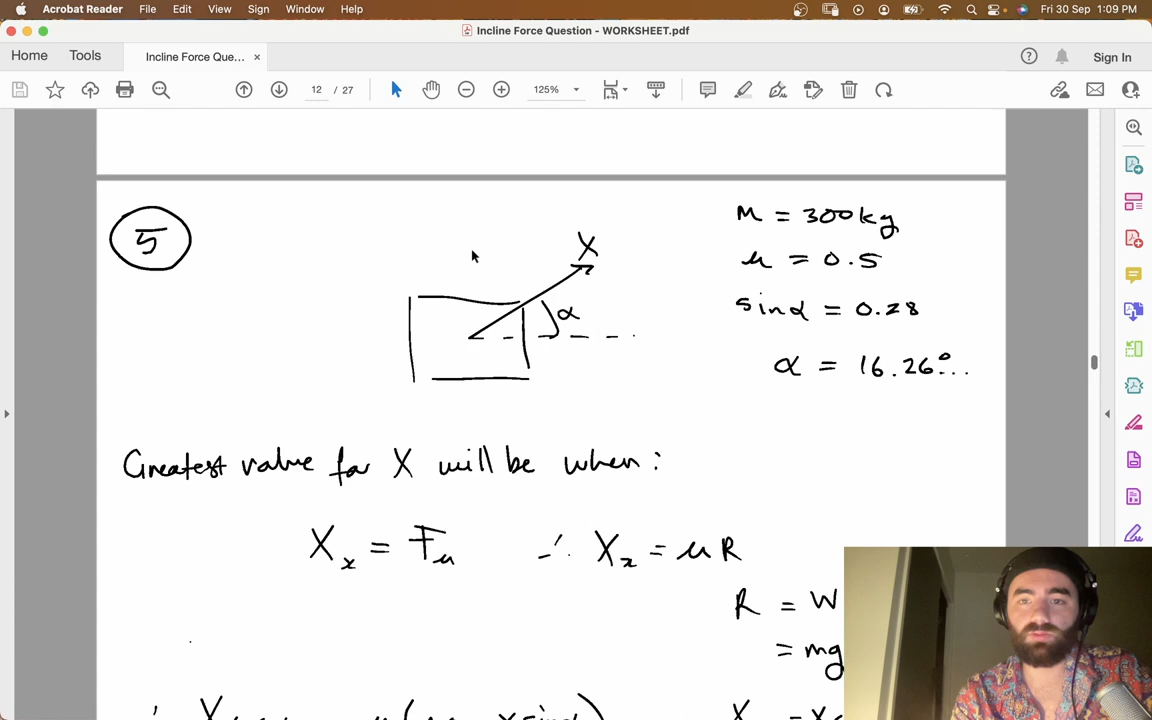 Acrobat Reader File Edit View Sign Window Help Fri 30 Sep 1:09 PM
Incline Force Question - WORKSHEET.pdf
Home Tools Incline Force Que... × Sign In
12 / 27 125%
5
X
α
M = 300kg
μ = 0.5
sinα = 0.28
α = 16.26°...
Greatest value for X will be when:
Xx = Fμ ∴ Xx = μR
R = W
= mg